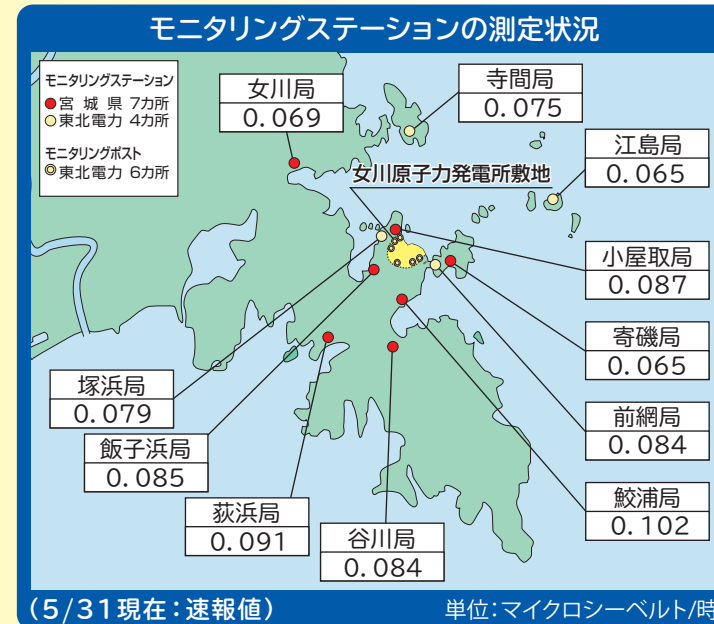 モニタリングステーションの測定状況
モニタリングステーション
宮城県 7カ所
東北電力 4カ所
モニタリングポスト
東北電力 6カ所
女川局
0.069
寺間局
0.075
江島局
0.065
女川原子力発電所敷地
小屋取局
0.087
寄磯局
0.065
前網局
0.084
鮫浦局
0.102
塚浜局
0.079
飯子浜局
0.085
荻浜局
0.091
谷川局
0.084
(5/31現在:速報値)
単位:マイクロシーベルト/時